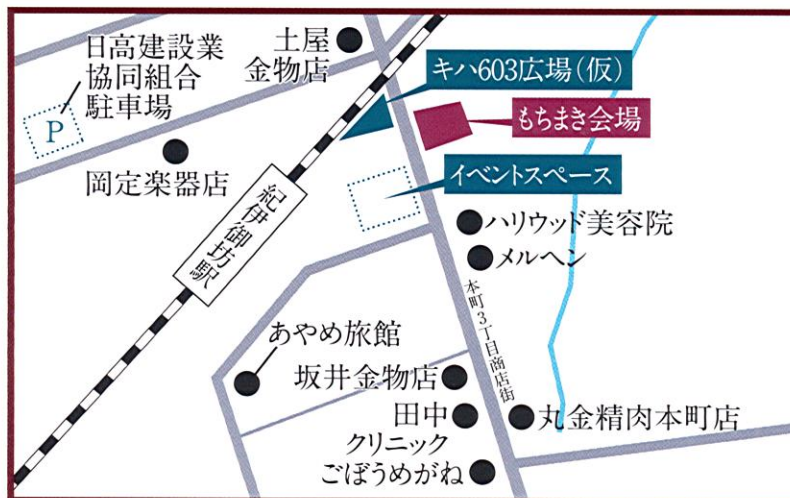 日高建設業
協同組合
駐車場
P
土屋
金物店
キハ603広場(仮)
もちまき会場
イベントスペース
岡定楽器店
紀伊御坊駅
ハリウッド美容院
メルヘン
本町3丁目商店街
あやめ旅館
坂井金物店
田中
クリニック
丸金精肉本町店
ごぼうめがね